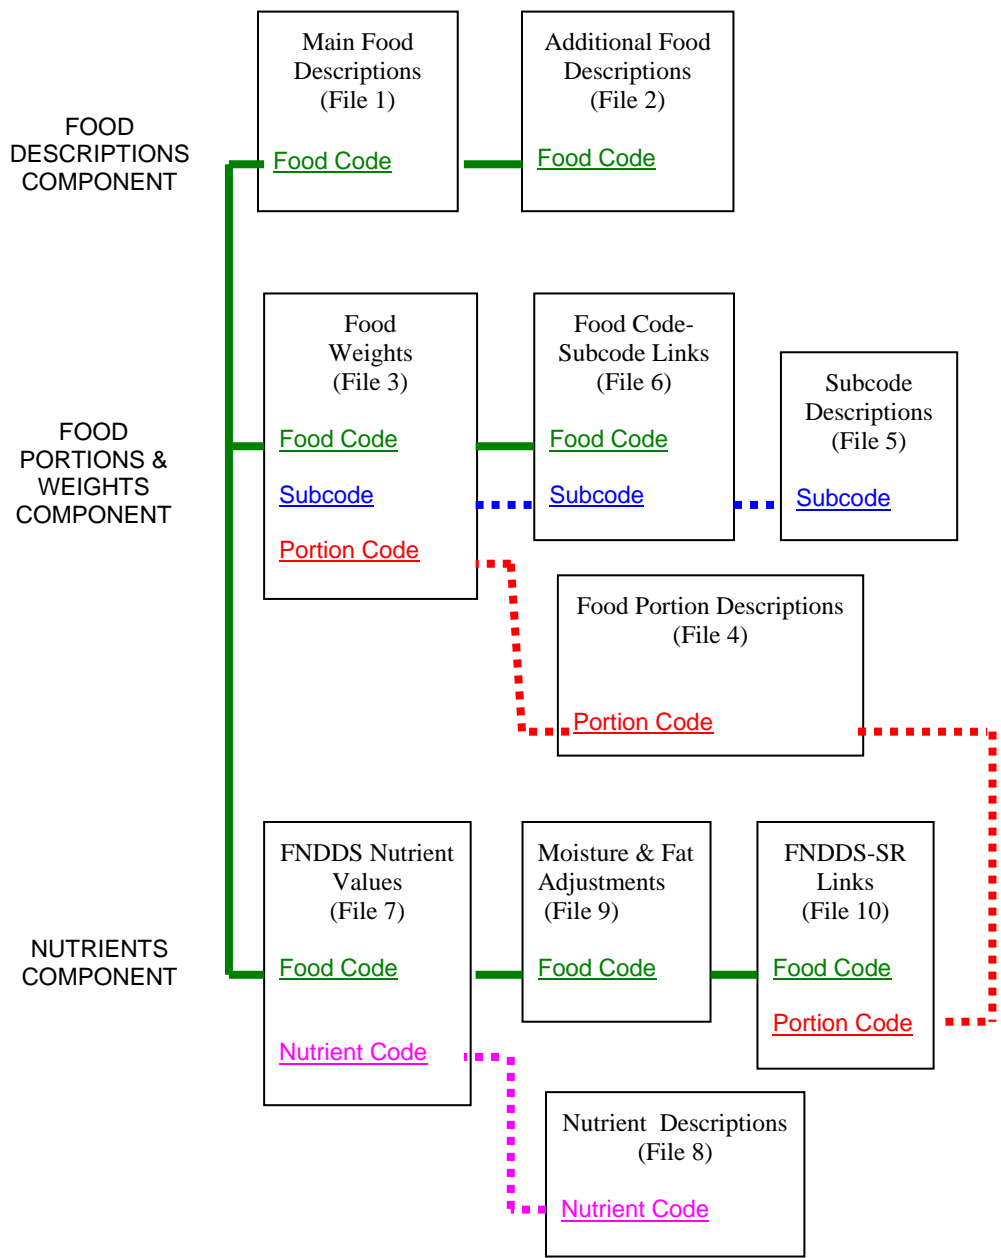 FOOD
DESCRIPTIONS
COMPONENT
Main Food
Descriptions
(File 1)
Food Code
Additional Food
Descriptions
(File 2)
Food Code
FOOD
PORTIONS &
WEIGHTS
COMPONENT
Food
Weights
(File 3)
Food Code
Subcode
Portion Code
Food Code-
Subcode Links
(File 6)
Food Code
Subcode
Subcode
Descriptions
(File 5)
Subcode
Food Portion Descriptions
(File 4)
Portion Code
NUTRIENTS
COMPONENT
FNDDS Nutrient
Values
(File 7)
Food Code
Nutrient Code
Moisture & Fat
Adjustments
(File 9)
Food Code
FNDDS-SR
Links
(File 10)
Food Code
Portion Code
Nutrient Descriptions
(File 8)
Nutrient Code